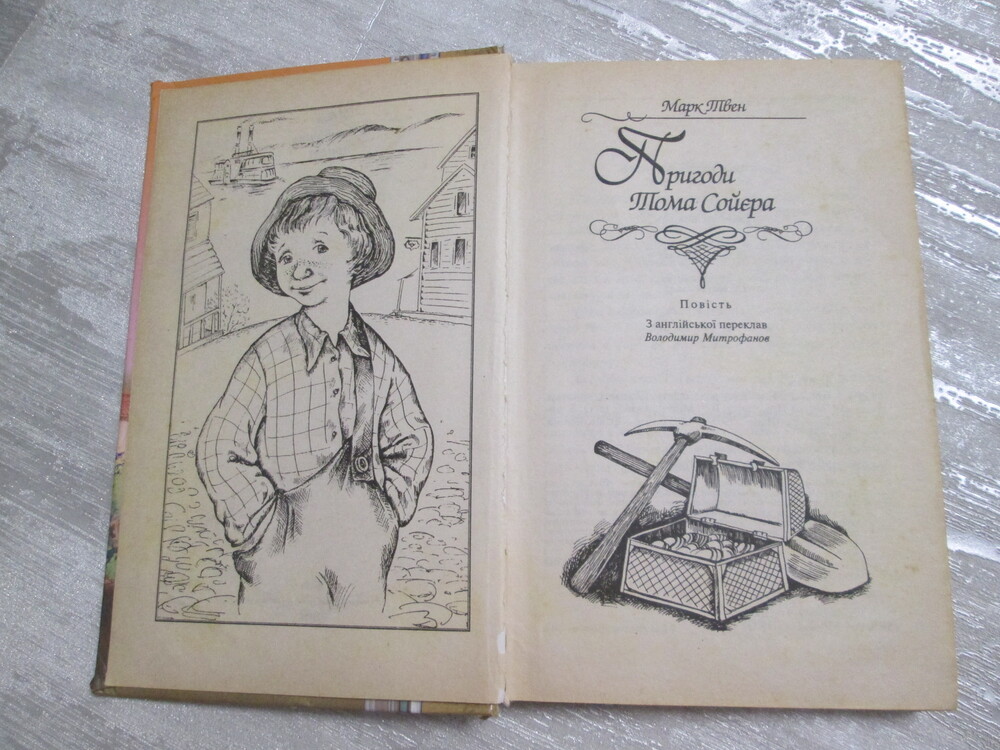 Марк Твен
Пригоди
Тома Сойєра
Повість
З англійської переклав
Володимир Митрофанов